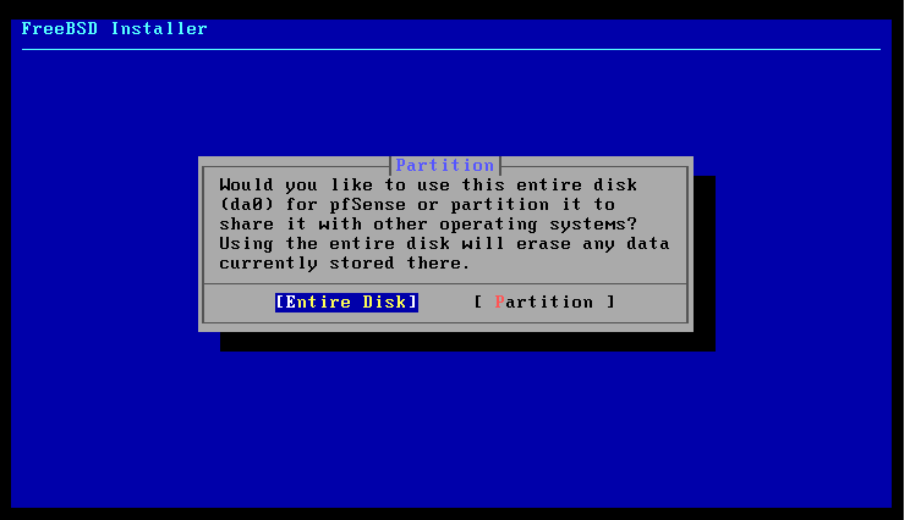 FreeBSD Installer
Partition
Would you like to use this entire disk
(da0) for pfSense or partition it to
share it with other operating systems?
Using the entire disk will erase any data
currently stored there.
[Entire Disk] [ Partition ]